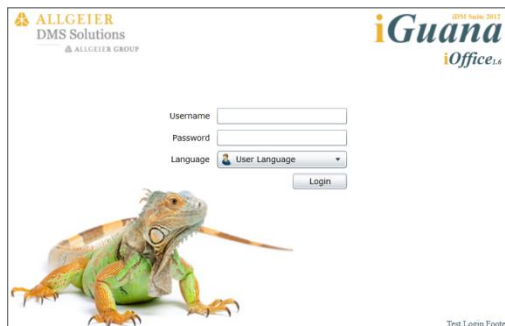 ALLGEIER
DMS Solutions
ALLGEIER GROUP
iDM Suite 2012
iGuana
iOffice1.6
Username
Password
Language
User Language
Login
Test Login Foote